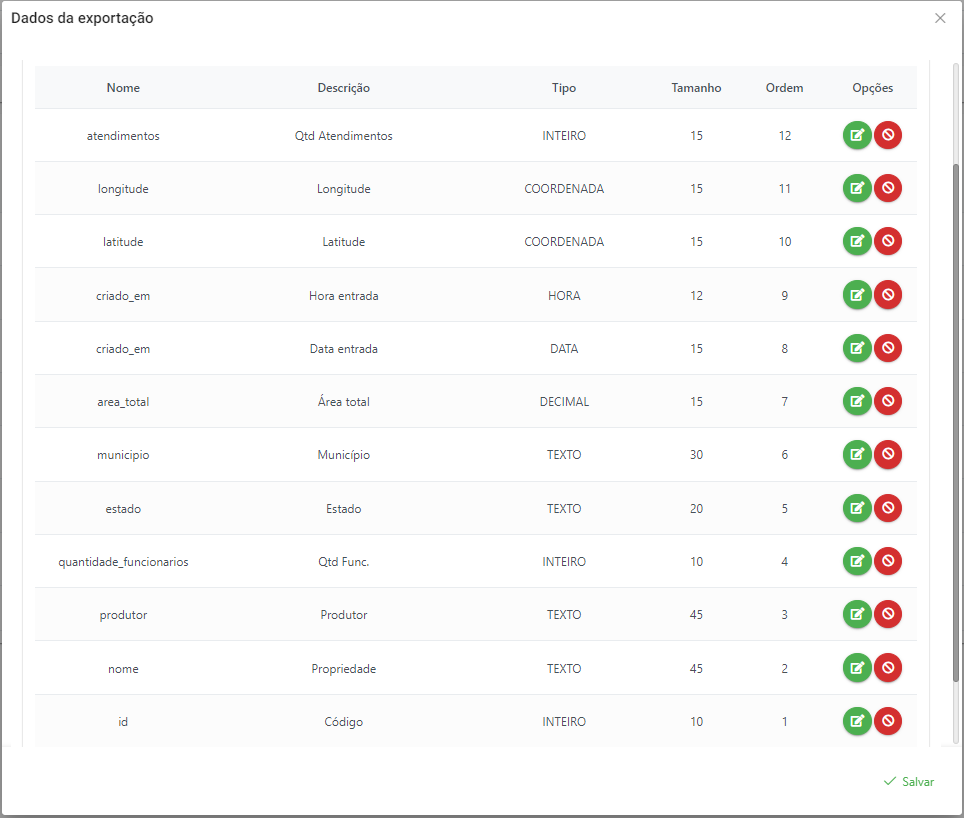 Dados da exportação
Nome Descrição Tipo Tamanho Ordem Opções
atendimentos Qtd Atendimentos INTEIRO 15 12
longitude Longitude COORDENADA 15 11
latitude Latitude COORDENADA 15 10
criado_em Hora entrada HORA 12 9
criado_em Data entrada DATA 15 8
area_total Área total DECIMAL 15 7
municipio Município TEXTO 30 6
estado Estado TEXTO 20 5
quantidade_funcionarios Qtd Func. INTEIRO 10 4
produtor Produtor TEXTO 45 3
nome Propriedade TEXTO 45 2
id Código INTEIRO 10 1
Salvar